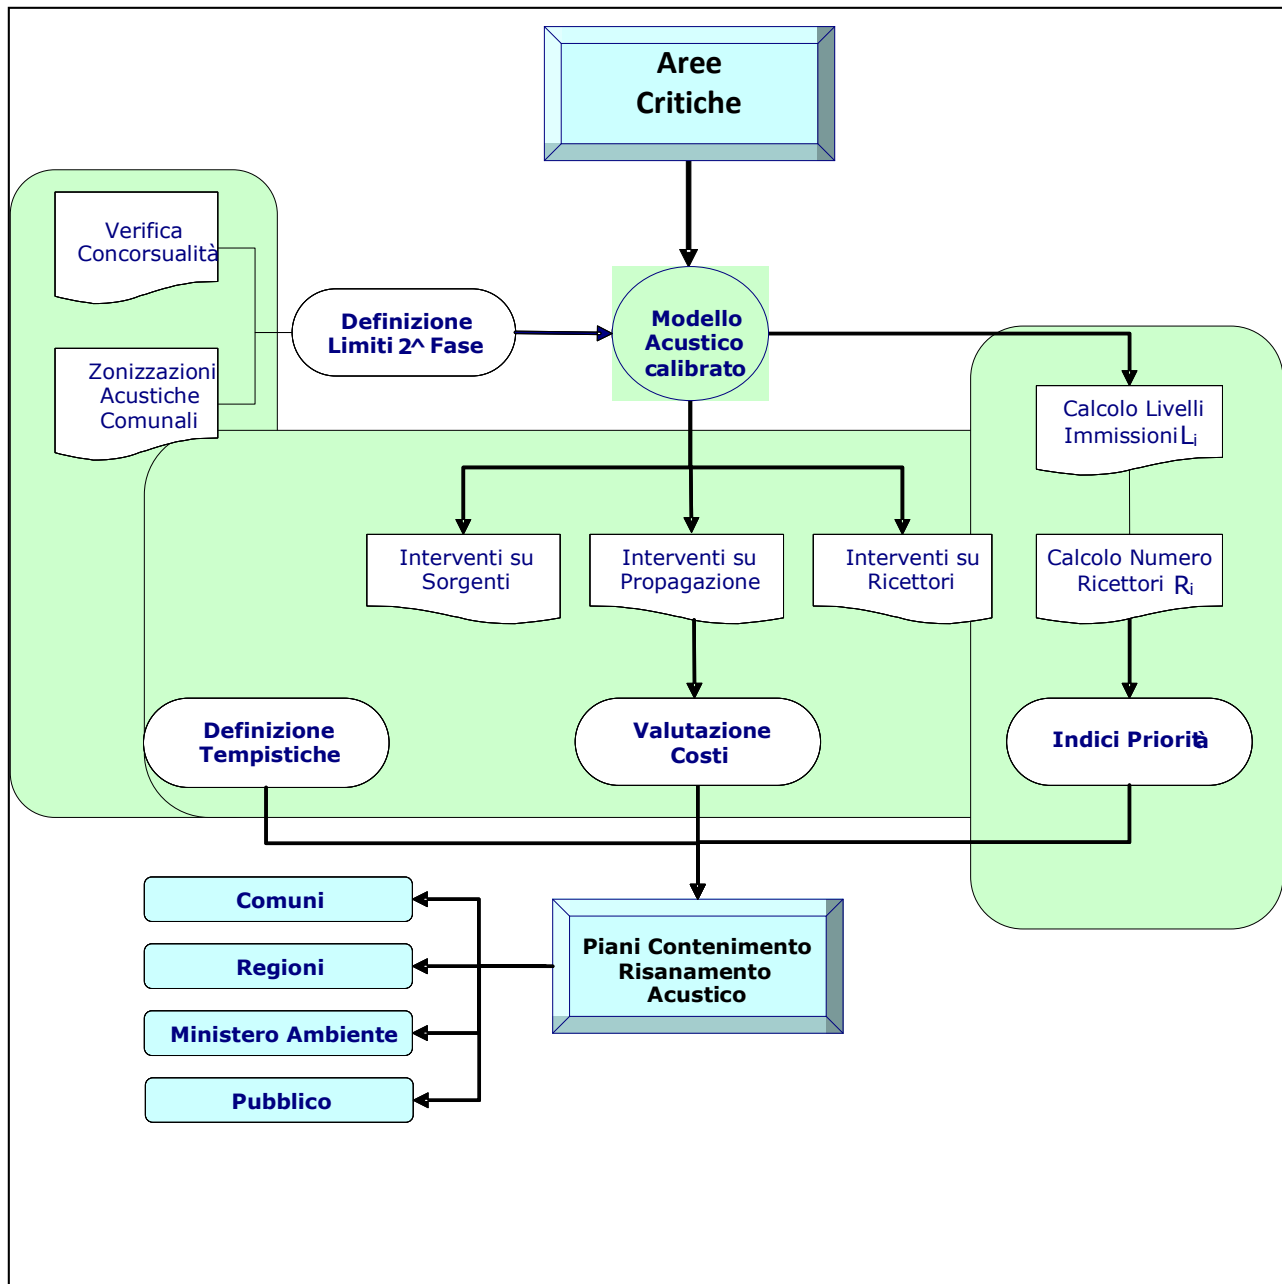 Aree
Critiche
Verifica
Concorsualità
Definizione
Limiti 2^ Fase
Modello
Acustico
calibrato
Zonizzazioni
Acustiche
Comunali
Calcolo Livelli
Immissioni Li
Interventi su
Sorgenti
Interventi su
Propagazione
Interventi su
Ricettori
Calcolo Numero
Ricettori Ri
Definizione
Tempistiche
Valutazione
Costi
Indici Priorità
Comuni
Regioni
Ministero Ambiente
Pubblico
Piani Contenimento
Risanamento
Acustico